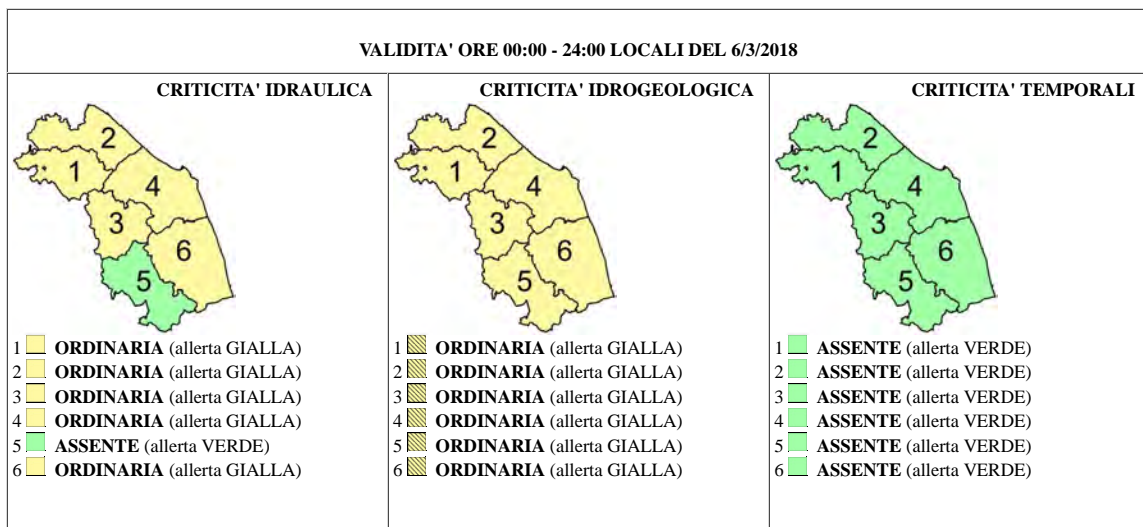 VALIDITA' ORE 00:00 - 24:00 LOCALI DEL 6/3/2018
CRITICITA' IDRAULICA
2
1
4
3
6
5
1 ORDINARIA (allerta GIALLA)
2 ORDINARIA (allerta GIALLA)
3 ORDINARIA (allerta GIALLA)
4 ORDINARIA (allerta GIALLA)
5 ASSENTE (allerta VERDE)
6 ORDINARIA (allerta GIALLA)
CRITICITA' IDROGEOLOGICA
2
1
4
3
6
5
1 ORDINARIA (allerta GIALLA)
2 ORDINARIA (allerta GIALLA)
3 ORDINARIA (allerta GIALLA)
4 ORDINARIA (allerta GIALLA)
5 ORDINARIA (allerta GIALLA)
6 ORDINARIA (allerta GIALLA)
CRITICITA' TEMPORALI
2
1
4
3
6
5
1 ASSENTE (allerta VERDE)
2 ASSENTE (allerta VERDE)
3 ASSENTE (allerta VERDE)
4 ASSENTE (allerta VERDE)
5 ASSENTE (allerta VERDE)
6 ASSENTE (allerta VERDE)